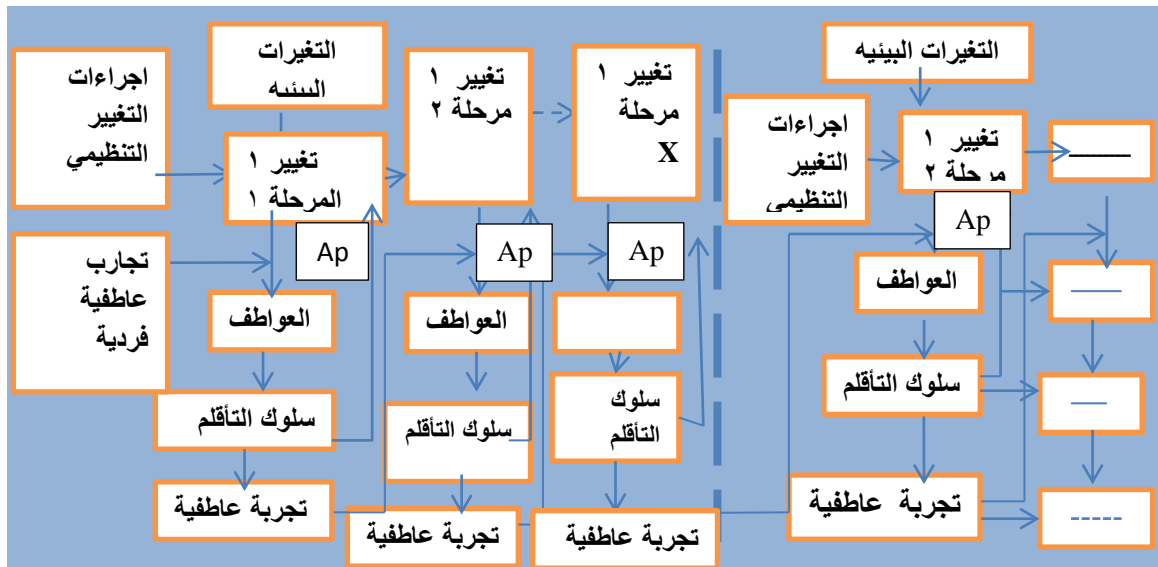 التغيرات
البيئيه
اجراءات
التغيير
التنظيمي
تغيير ١
المرحلة ١
تغيير ١
مرحلة ٢
تغيير ١
مرحلة
X
التغيرات البيئيه
اجراءات
التغيير
التنظيمي
تغيير ١
مرحلة ٢
Ap
Ap
Ap
Ap
تجارب
عاطفية
فردية
العواطف
العواطف
العواطف
سلوك التأقلم
سلوك التأقلم
سلوك
التأقلم
سلوك التأقلم
تجربة عاطفية
تجربة عاطفية
تجربة عاطفية
تجربة عاطفية